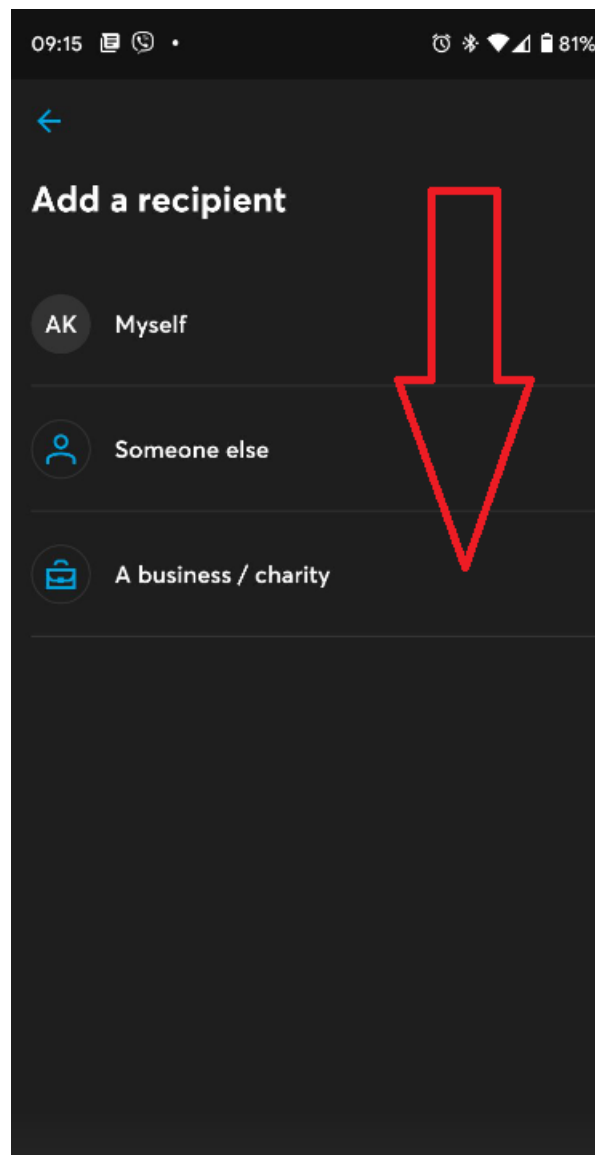 09:15 81%
Add a recipient
AK Myself
Someone else
A business / charity